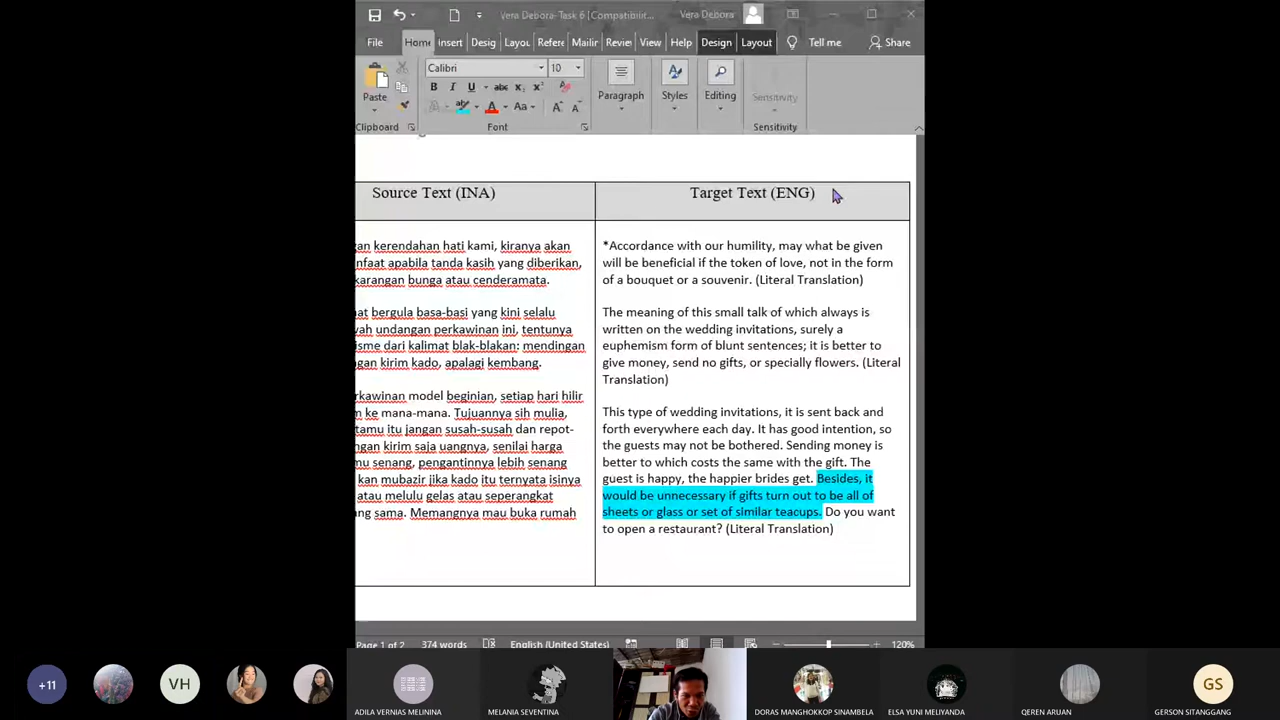 Vera Debora- Task 6 [Compatibilit...
Vera Debora
File
Home
Insert
Desig
Layou
Refere
Mailir
Review
View
Help
Design
Layout
Tell me
Share
Calibri
10
Paste
B I U abc x₂ x²
A Aa A A
Paragraph
Styles
Editing
Sensitivity
Clipboard
Font
Sensitivity
Source Text (INA)
Target Text (ENG)
gan kerendahan hati kami, kiranya akan
nfaat apabila tanda kasih yang diberikan,
karangan bunga atau cenderamata.
at bergula basa-basi yang kini selalu
wah undangan perkawinan ini, tentunya
isme dari kalimat blak-blakan: mendingan
ngan kirim kado, apalagi kembang.
rkawinan model beginian, setiap hari hilir
m ke mana-mana. Tujuannya sih mulia,
tamu itu jangan susah-susah dan repot-
ngan kirim saja uangnya, senilai harga
mu senang, pengantinnya lebih senang
kan mubazir jika kado itu ternyata isinya
atau melulu gelas atau seperangkat
ng sama. Memangnya mau buka rumah
*Accordance with our humility, may what be given
will be beneficial if the token of love, not in the form
of a bouquet or a souvenir. (Literal Translation)
The meaning of this small talk of which always is
written on the wedding invitations, surely a
euphemism form of blunt sentences; it is better to
give money, send no gifts, or specially flowers. (Literal
Translation)
This type of wedding invitations, it is sent back and
forth everywhere each day. It has good intention, so
the guests may not be bothered. Sending money is
better to which costs the same with the gift. The
guest is happy, the happier brides get. Besides, it
would be unnecessary if gifts turn out to be all of
sheets or glass or set of similar teacups. Do you want
to open a restaurant? (Literal Translation)
Page 1 of 2
374 words
English (United States)
120%
+11
VH
ADILA VERNIAS MELININA
MELANIA SEVENTINA
DORAS MANGHOKKOP SINAMBELA
ELSA YUNI MELIYANDA
QEREN ARUAN
GS
GERSON SITANGGANG